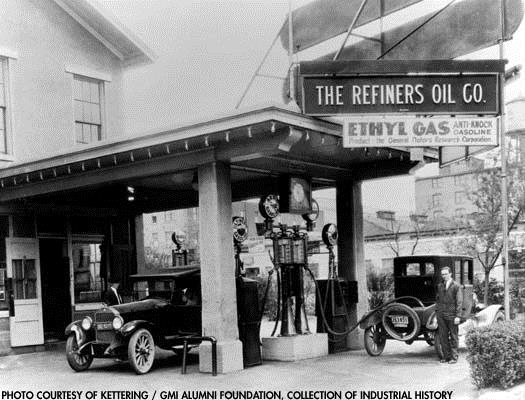 THE REFINERS OIL CO.
ETHYL GAS ANTI-KNOCK GASOLINE
Product of the General Motors Research Corporation
PHOTO COURTESY OF KETTERING / GMI ALUMNI FOUNDATION, COLLECTION OF INDUSTRIAL HISTORY